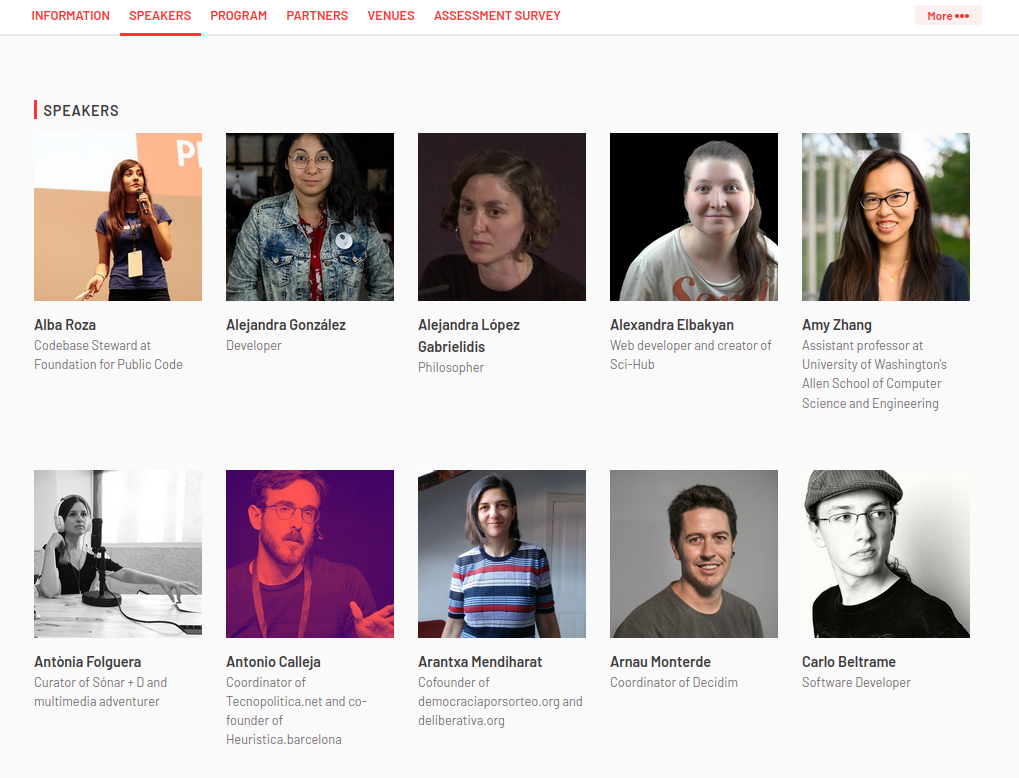 INFORMATION SPEAKERS PROGRAM PARTNERS VENUES ASSESSMENT SURVEY More •••
SPEAKERS
Alba Roza
Codebase Steward at
Foundation for Public Code
Alejandra González
Developer
Alejandra López
Gabrielidis
Philosopher
Alexandra Elbakyan
Web developer and creator of
Sci-Hub
Amy Zhang
Assistant professor at
University of Washington's
Allen School of Computer
Science and Engineering
Antònia Folguera
Curator of Sónar + D and
multimedia adventurer
Antonio Calleja
Coordinator of
Tecnopolitica.net and co-
founder of
Heuristica.barcelona
Arantxa Mendiharat
Cofounder of
democraciaporsorteo.org and
deliberativa.org
Arnau Monterde
Coordinator of Decidim
Carlo Beltrame
Software Developer